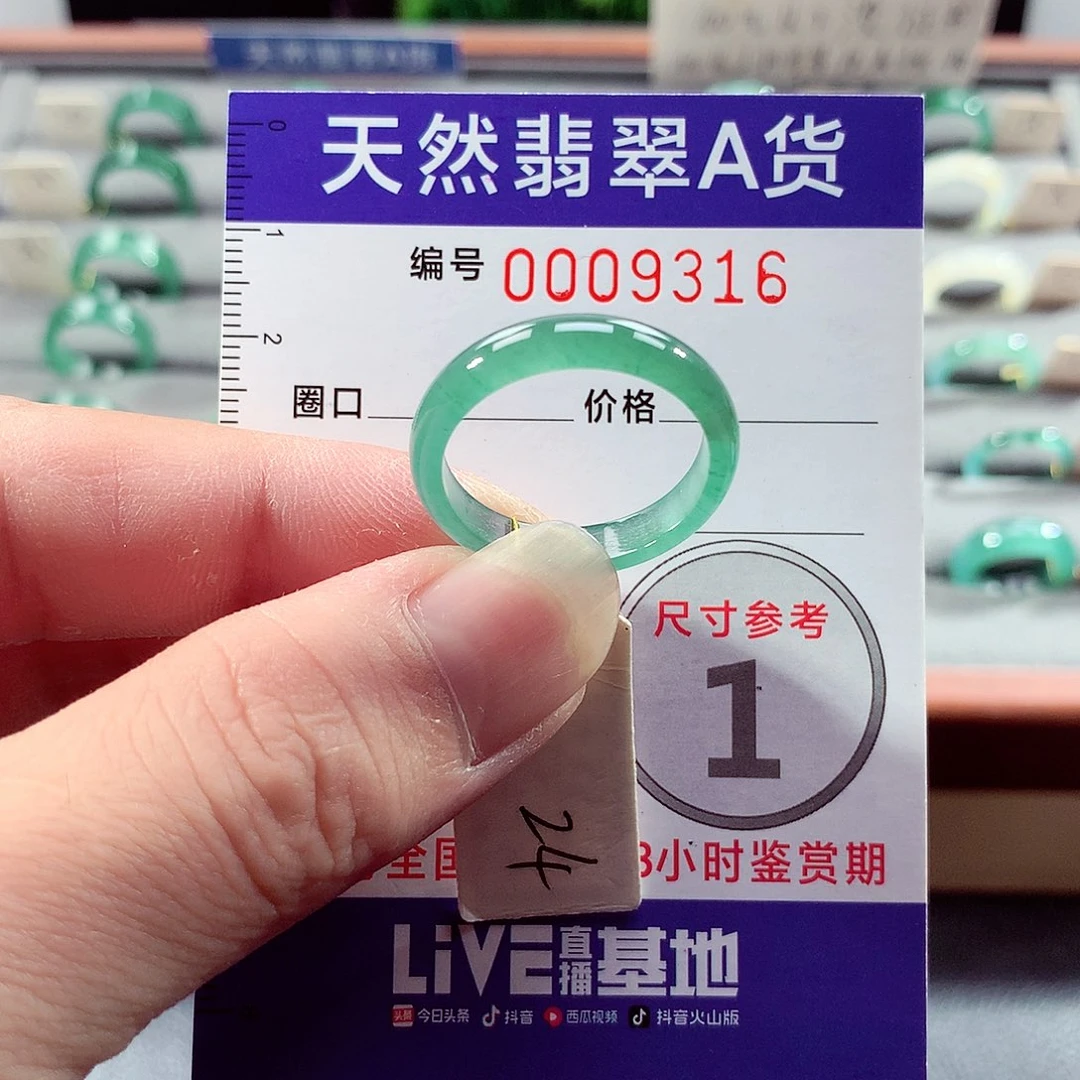 天然翡翠A货
0
1
2
编号 0009316
圈口 价格
尺寸参考
1
24
全国 8小时鉴赏期
LiVE直播基地
头条 今日头条 抖音 西瓜视频 抖音火山版